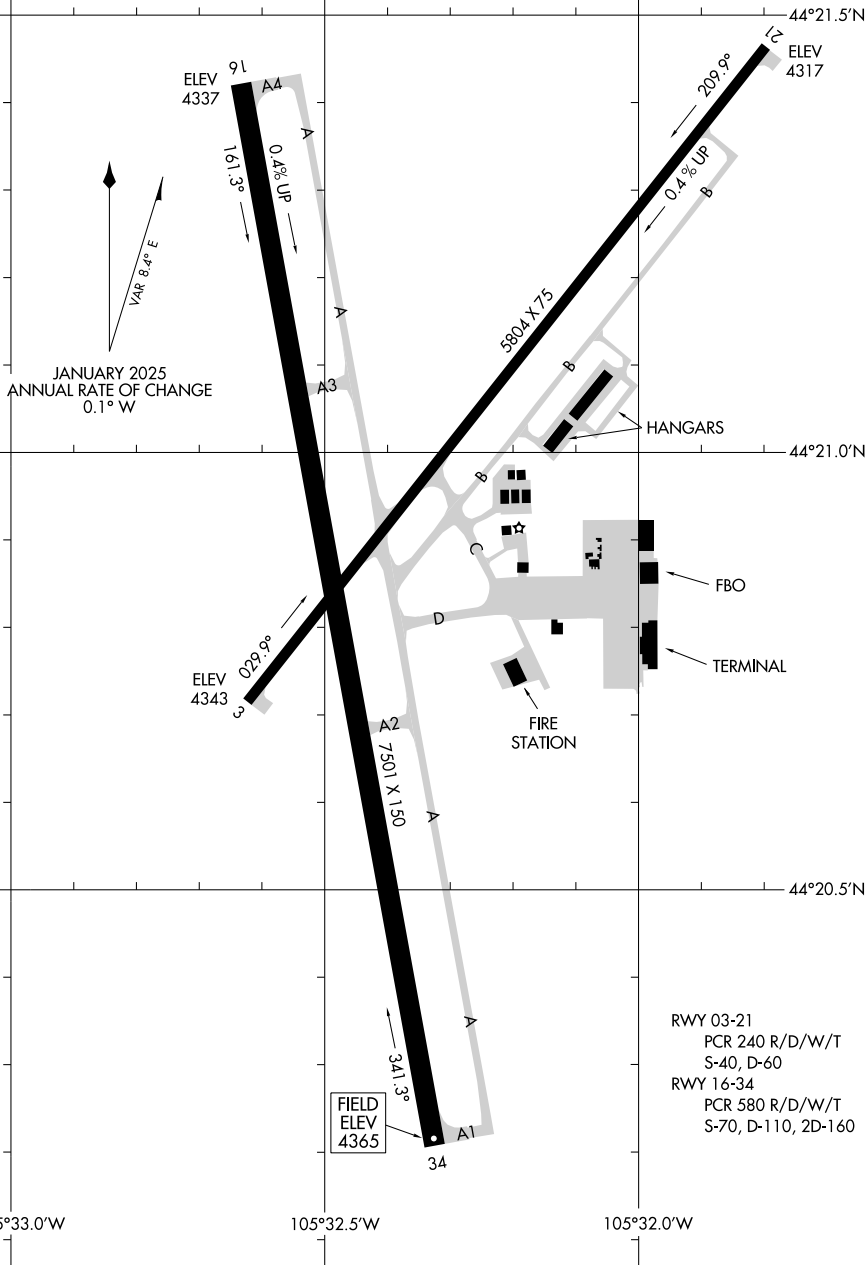 44°21.5'N
21
ELEV
4317
16
ELEV
4337
A4
A
209.9°
161.3°
0.4% UP
0.4% UP
B
VAR 8.4° E
A
5804 X 75
JANUARY 2025
ANNUAL RATE OF CHANGE
0.1° W
A3
B
HANGARS
44°21.0'N
B
C
FBO
D
029.9°
ELEV
4343
3
TERMINAL
A2
FIRE
STATION
7501 X 150
A
44°20.5'N
A
341.3°
RWY 03-21
PCR 240 R/D/W/T
S-40, D-60
RWY 16-34
PCR 580 R/D/W/T
S-70, D-110, 2D-160
FIELD
ELEV
4365
A1
34
5°33.0'W
105°32.5'W
105°32.0'W